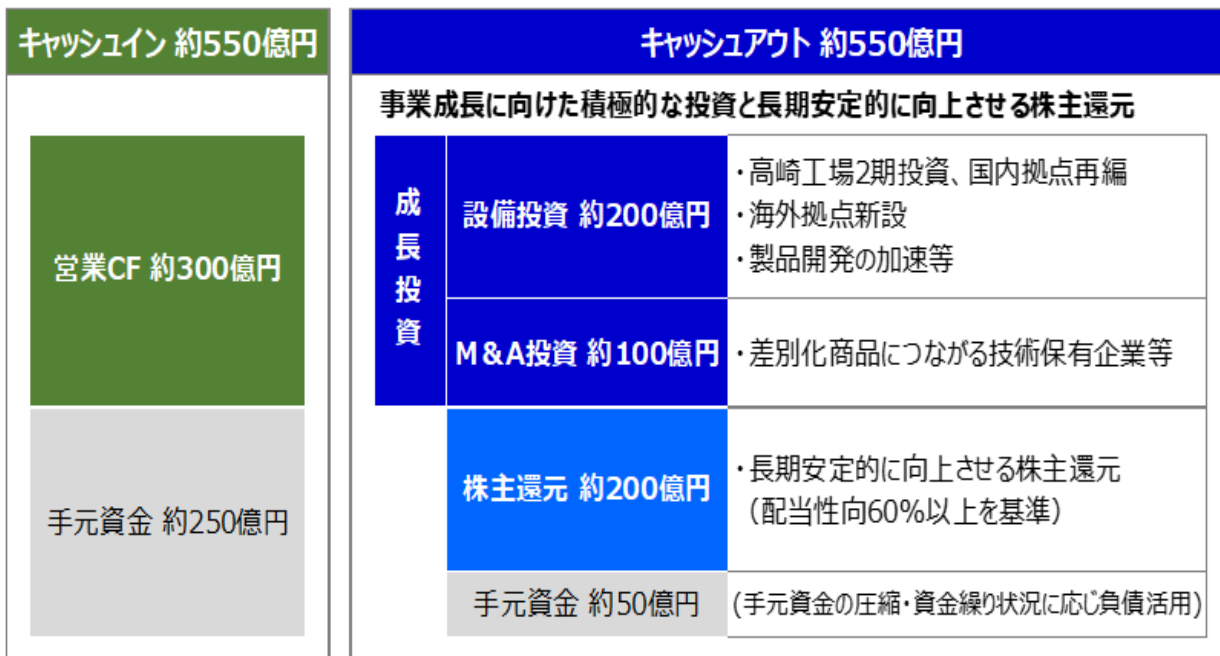 キャッシュイン 約550億円
営業CF 約300億円
手元資金 約250億円
キャッシュアウト 約550億円
事業成長に向けた積極的な投資と長期安定的に向上させる株主還元
成長投資
設備投資 約200億円
・高崎工場2期投資、国内拠点再編
・海外拠点新設
・製品開発の加速等
M&A投資 約100億円
・差別化商品につながる技術保有企業等
株主還元 約200億円
・長期安定的に向上させる株主還元
（配当性向60%以上を基準）
手元資金 約50億円
(手元資金の圧縮・資金繰り状況に応じ負債活用)